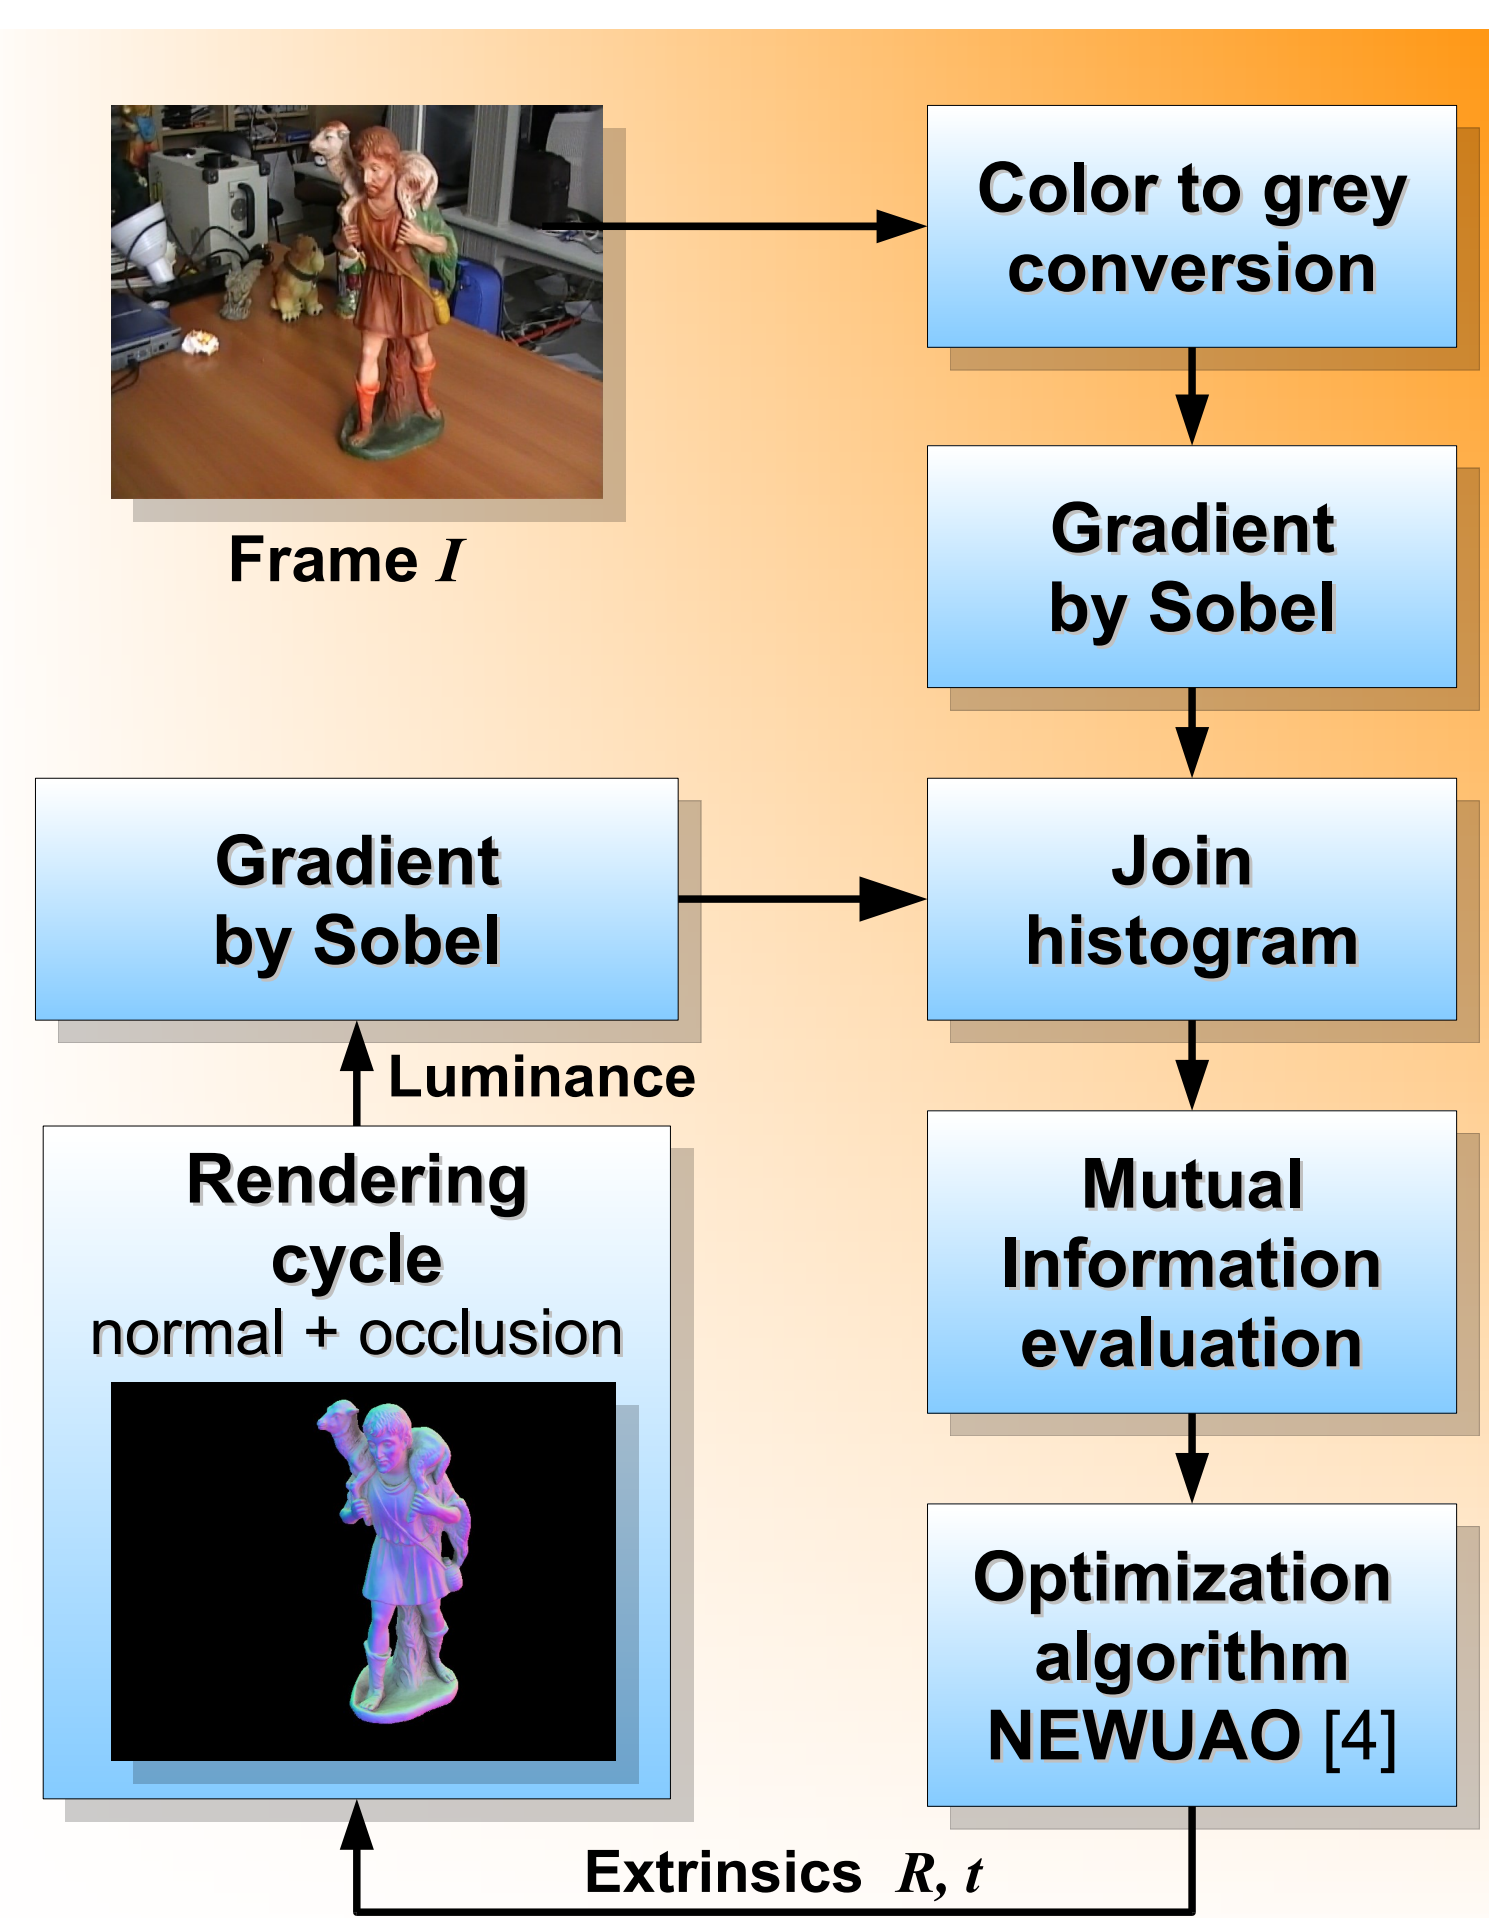 Color to grey
conversion
Frame I
Gradient
by Sobel
Gradient
by Sobel
Join
histogram
Luminance
Rendering
cycle
normal + occlusion
Mutual
Information
evaluation
Optimization
algorithm
NEWUAO [4]
Extrinsics R, t